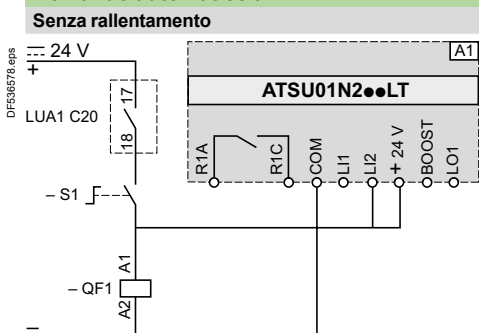 Senza rallentamento
DF536578.eps
24 V
+
A1
17
ATSU01N2●●LT
LUA1 C20
18
R1A
R1C
COM
LI1
LI2
+ 24 V
BOOST
LO1
– S1
A1
– QF1
A2
–